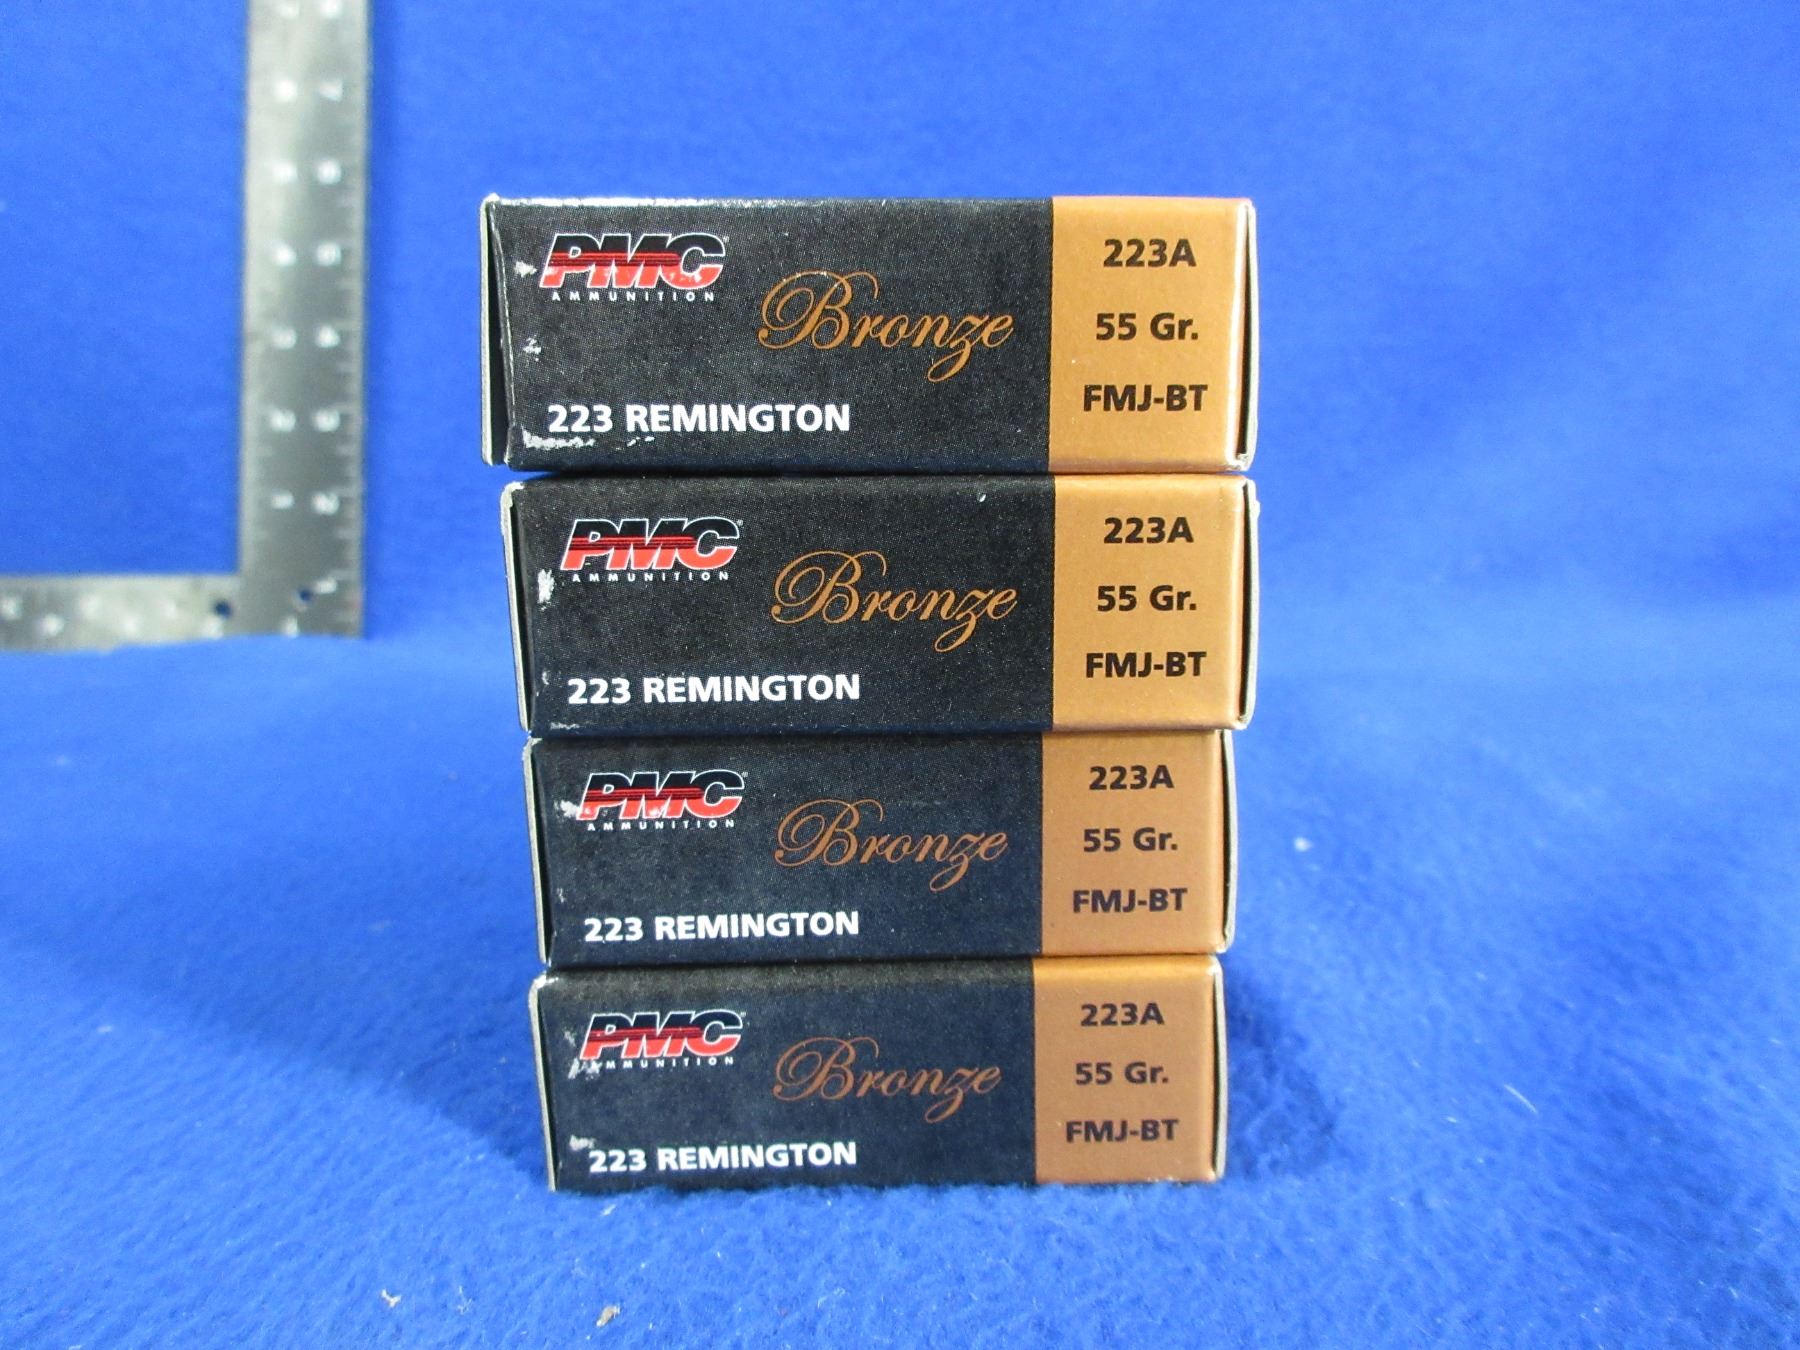 PMC
AMMUNITION
Bronze
223 REMINGTON
223A
55 Gr.
FMJ-BT
PMC
AMMUNITION
Bronze
223 REMINGTON
223A
55 Gr.
FMJ-BT
PMC
AMMUNITION
Bronze
223 REMINGTON
223A
55 Gr.
FMJ-BT
PMC
AMMUNITION
Bronze
223 REMINGTON
223A
55 Gr.
FMJ-BT